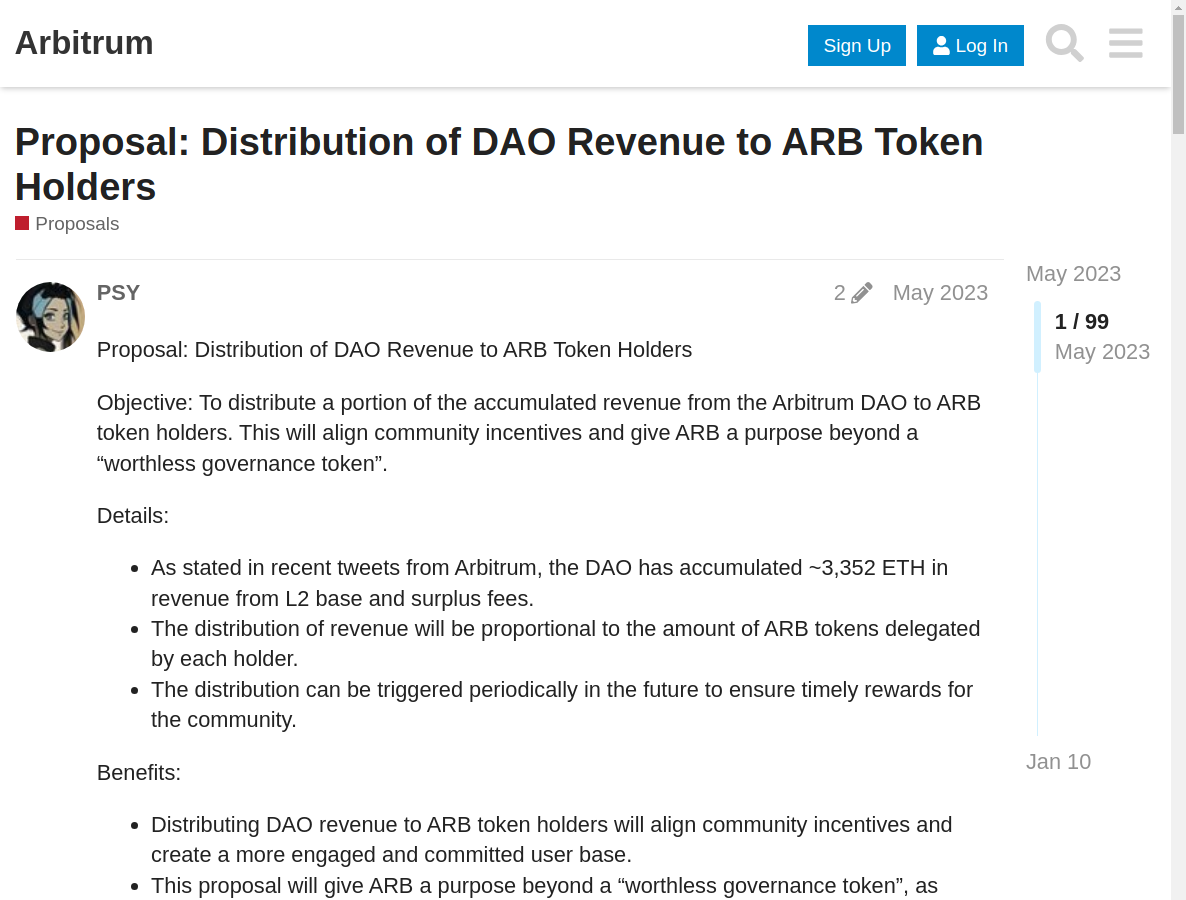 Arbitrum
Sign Up
Log In
Proposal: Distribution of DAO Revenue to ARB Token
Holders
Proposals
PSY
2
May 2023
Proposal: Distribution of DAO Revenue to ARB Token Holders
Objective: To distribute a portion of the accumulated revenue from the Arbitrum DAO to ARB
token holders. This will align community incentives and give ARB a purpose beyond a
“worthless governance token”.
Details:
As stated in recent tweets from Arbitrum, the DAO has accumulated ~3,352 ETH in
revenue from L2 base and surplus fees.
The distribution of revenue will be proportional to the amount of ARB tokens delegated
by each holder.
The distribution can be triggered periodically in the future to ensure timely rewards for
the community.
Benefits:
Distributing DAO revenue to ARB token holders will align community incentives and
create a more engaged and committed user base.
This proposal will give ARB a purpose beyond a “worthless governance token”, as
May 2023
1 / 99
May 2023
Jan 10